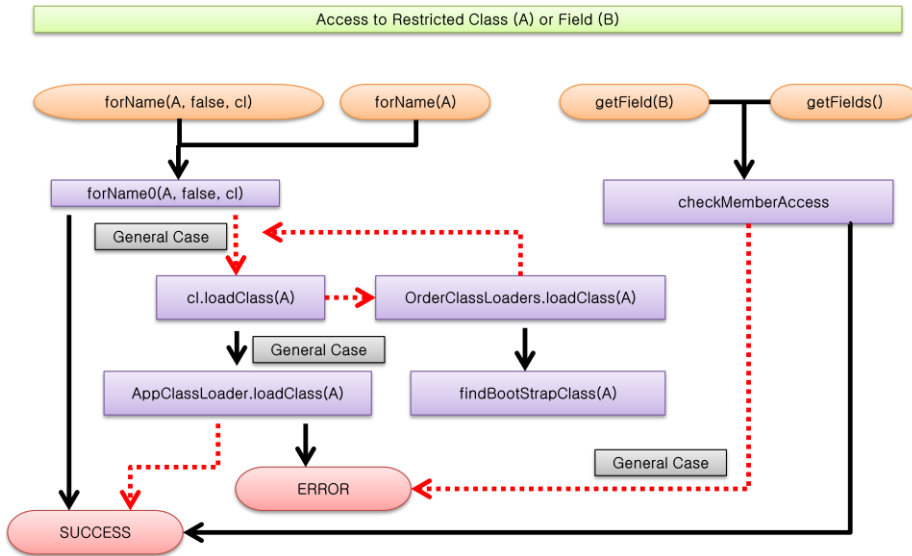 Access to Restricted Class (A) or Field (B)
forName(A, false, cl)
forName(A)
getField(B)
getFields()
forName0(A, false, cl)
checkMemberAccess
General Case
cl.loadClass(A)
OrderClassLoaders.loadClass(A)
General Case
AppClassLoader.loadClass(A)
findBootStrapClass(A)
General Case
ERROR
SUCCESS